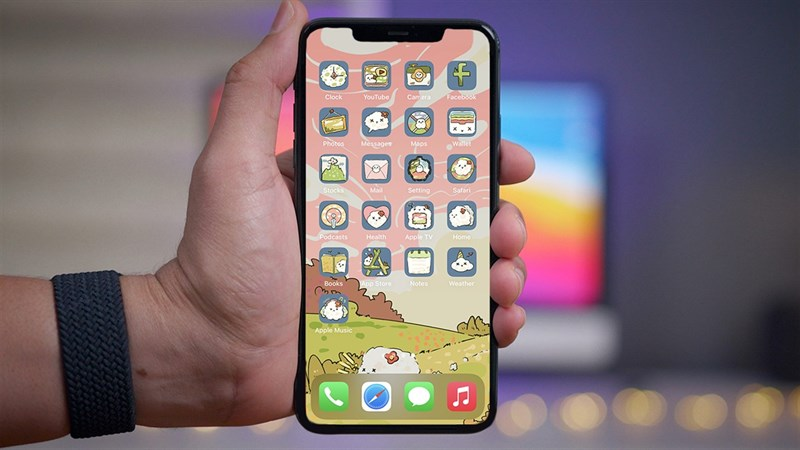 Clock YouTube Camera Facebook
Photos Messages Maps Wallet
Stocks Mail Setting Safari
Podcasts Health Apple TV Home
Books App Store Notes Weather
Apple Music